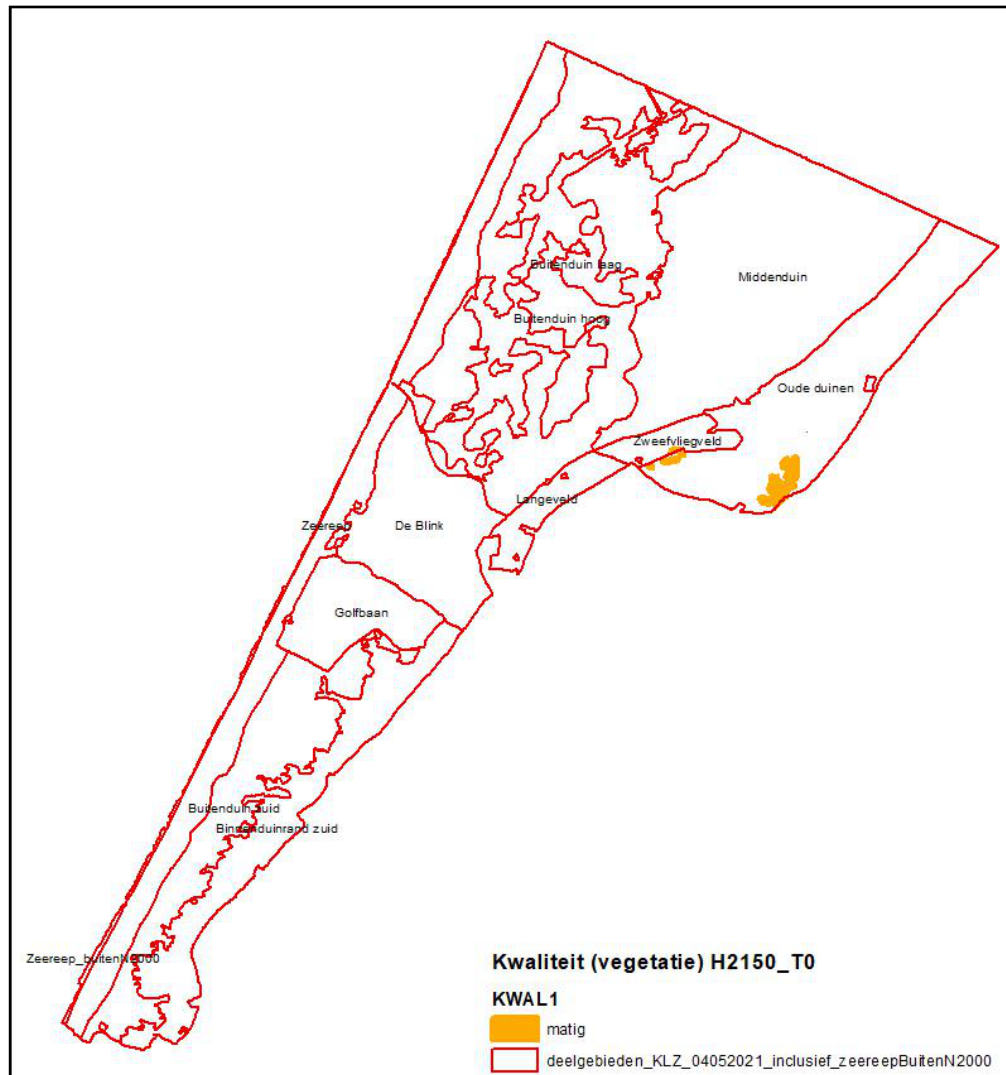 Buitenduin laag
Middenduin
Buitenduin hoog
Oude duinen
Zweefvliegveld
Langeveld
Zeereep
De Blink
Golfbaan
Buitenduin zuid
Binnenduinrand zuid
Zeereep_buitenN2000
Kwaliteit (vegetatie) H2150_T0
KWAL1
matig
deelgebieden_KLZ_04052021_inclusief_zeereepBuitenN2000